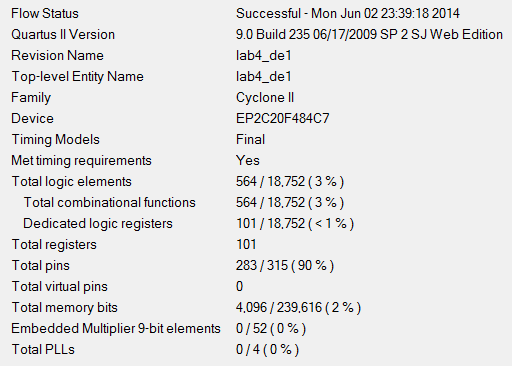 Flow Status Successful - Mon Jun 02 23:39:18 2014
Quartus II Version 9.0 Build 235 06/17/2009 SP 2 SJ Web Edition
Revision Name lab4_de1
Top-level Entity Name lab4_de1
Family Cyclone II
Device EP2C20F484C7
Timing Models Final
Met timing requirements Yes
Total logic elements 564 / 18,752 ( 3 % )
Total combinational functions 564 / 18,752 ( 3 % )
Dedicated logic registers 101 / 18,752 ( < 1 % )
Total registers 101
Total pins 283 / 315 ( 90 % )
Total virtual pins 0
Total memory bits 4,096 / 239,616 ( 2 % )
Embedded Multiplier 9-bit elements 0 / 52 ( 0 % )
Total PLLs 0 / 4 ( 0 % )